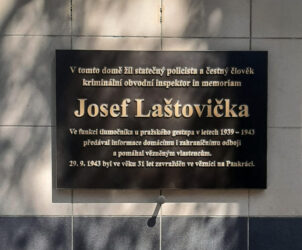 V tomto domě žil statečný policista a čestný člověk
kriminální obvodní inspektor in memoriam
Josef Laštovička
Ve funkci tlumočníka u pražského gestapa v letech 1939 – 1943
předával informace domácímu i zahraničnímu odboji
a pomáhal vězněným vlastencům.
29. 9. 1943 byl ve věku 31 let zavražděn ve věznici na Pankráci.